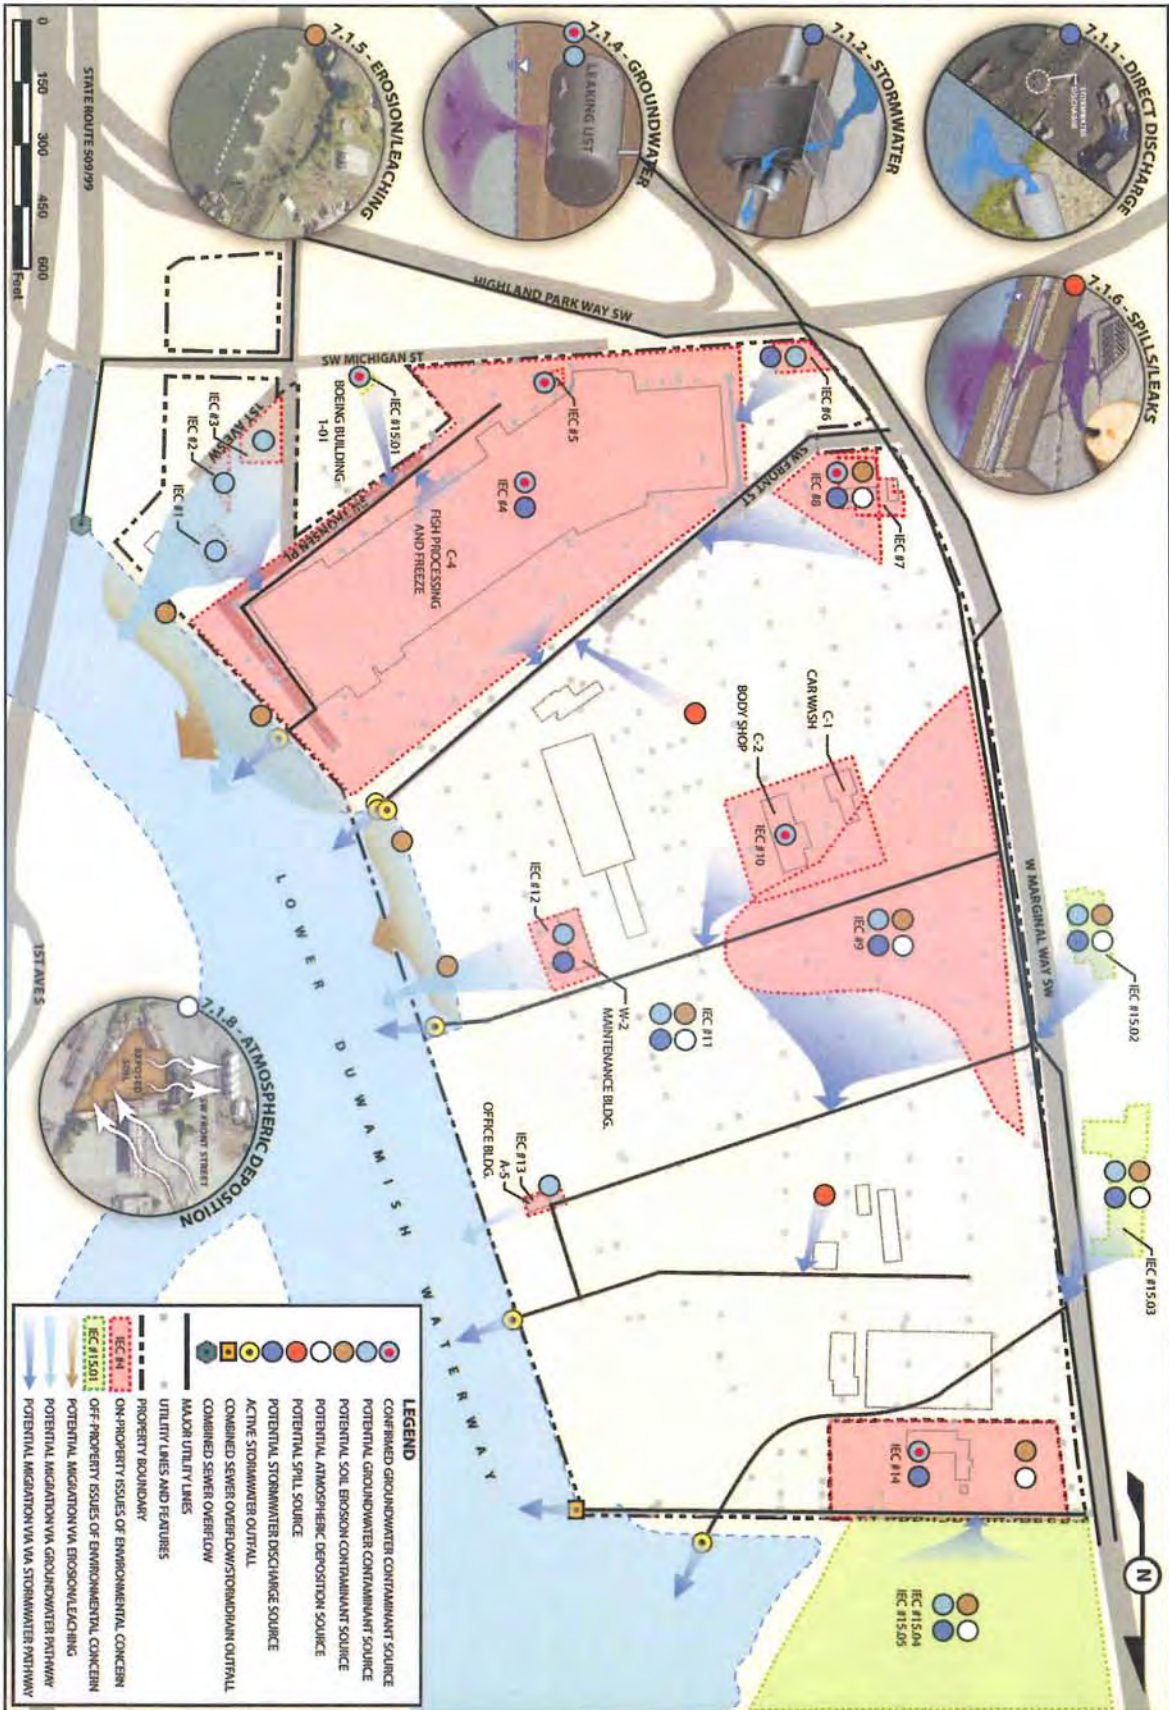 7.1.1 - DIRECT DISCHARGE
STORMWATER
DISCHARGE
7.1.2 - STORMWATER
7.1.4 - GROUNDWATER
LEAKING UST
7.1.5 - EROSION/LEACHING
7.1.6 - SPILLS/LEAKS
0 150 300 450 600
Feet
STATE ROUTE 509/99
HIGHLAND PARK WAY SW
SW MICHIGAN ST
1ST AVE SW
SW FRONT ST
W MARGINAL WAY SW
1ST AVE S
IEC #1
IEC #2
IEC #3
IEC #15.01
BOEING BUILDING
1-01
IEC #5
IEC #4
C-4
FISH PROCESSING
AND FREEZE
IEC #6
IEC #7
IEC #8
C-1
CAR WASH
C-2
BODY SHOP
IEC #10
IEC #9
IEC #12
W-2
MAINTENANCE BLDG.
IEC #11
IEC #13
A-5
OFFICE BLDG.
IEC #15.02
IEC #15.03
IEC #14
IEC #15.04
IEC #15.05
LOWER DUWAMISH WATERWAY
7.1.8 - ATMOSPHERIC DEPOSITION
EXPOSED
SOIL
SW FRONT STREET
N
LEGEND
CONFIRMED GROUNDWATER CONTAMINANT SOURCE
POTENTIAL GROUNDWATER CONTAMINANT SOURCE
POTENTIAL SOIL EROSION CONTAMINANT SOURCE
POTENTIAL ATMOSPHERIC DEPOSITION SOURCE
POTENTIAL SPILL SOURCE
POTENTIAL STORMWATER DISCHARGE SOURCE
ACTIVE STORMWATER OUTFALL
COMBINED SEWER OVERFLOW/STORMDRAIN OUTFALL
COMBINED SEWER OVERFLOW
MAJOR UTILITY LINES
UTILITIY LINES AND FEATURES
PROPERTY BOUNDARY
IEC #4 ON-PROPERTY ISSUES OF ENVIRONMENTAL CONCERN
IEC #15.01 OFF-PROPERTY ISSUES OF ENVIRONMENTAL CONCERN
POTENTIAL MIGRATION VIA EROSION/LEACHING
POTENTIAL MIGRATION VIA GROUNDWATER PATHWAY
POTENTIAL MIGRATION VIA VIA STORMWATER PATHWAY